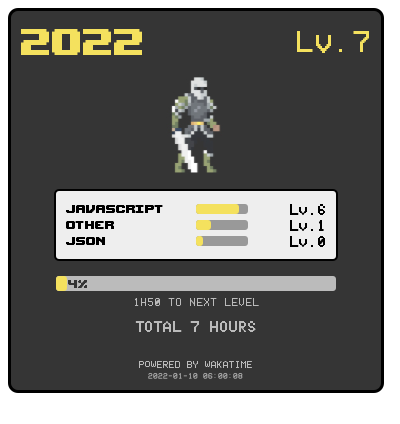 2022 Lv.7
JAVASCRIPT Lv.6
OTHER Lv.1
JSON Lv.0
4%
1H50 TO NEXT LEVEL
TOTAL 7 HOURS
POWERED BY WAKATIME
2022-01-10 06:00:08